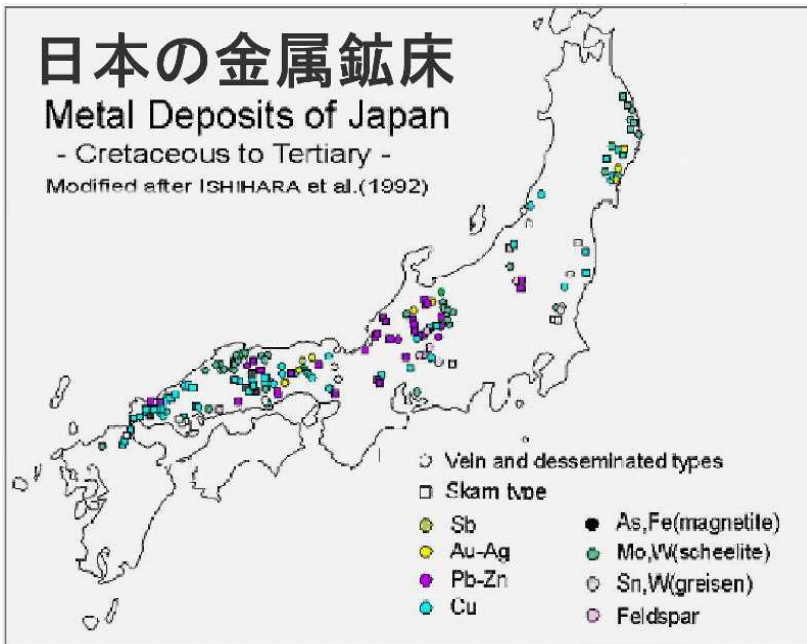 日本の金属鉱床
Metal Deposits of Japan
- Cretaceous to Tertiary -
Modified after ISHIHARA et al.(1992)
Vein and desseminated types
Skarn type
Sb
Au-Ag
Pb-Zn
Cu
As,Fe(magnetite)
Mo,W(scheelite)
Sn,W(greisen)
Feldspar